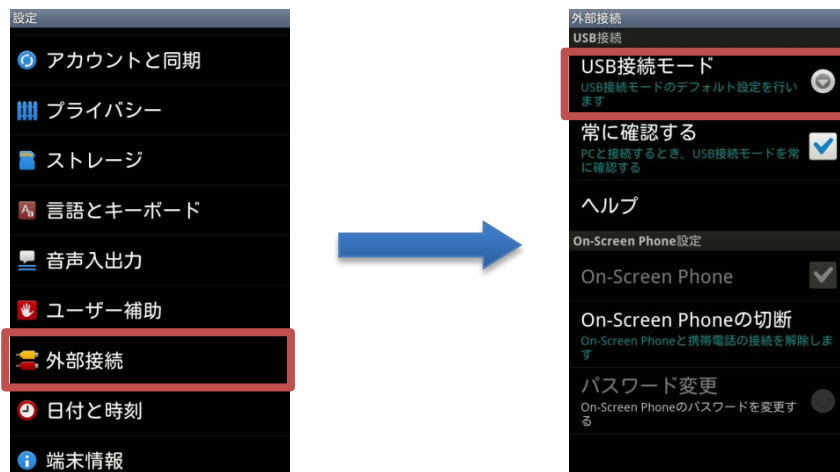 設定
アカウントと同期
プライバシー
ストレージ
言語とキーボード
音声入出力
ユーザー補助
外部接続
日付と時刻
端末情報
外部接続
USB接続
USB接続モード
USB接続モードのデフォルト設定を行い
ます
常に確認する
PCと接続するとき、USB接続モードを常
に確認する
ヘルプ
On-Screen Phone設定
On-Screen Phone
On-Screen Phoneの切断
On-Screen Phoneと携帯電話の接続を解除しま
す
パスワード変更
On-Screen Phoneのパスワードを変更す
る